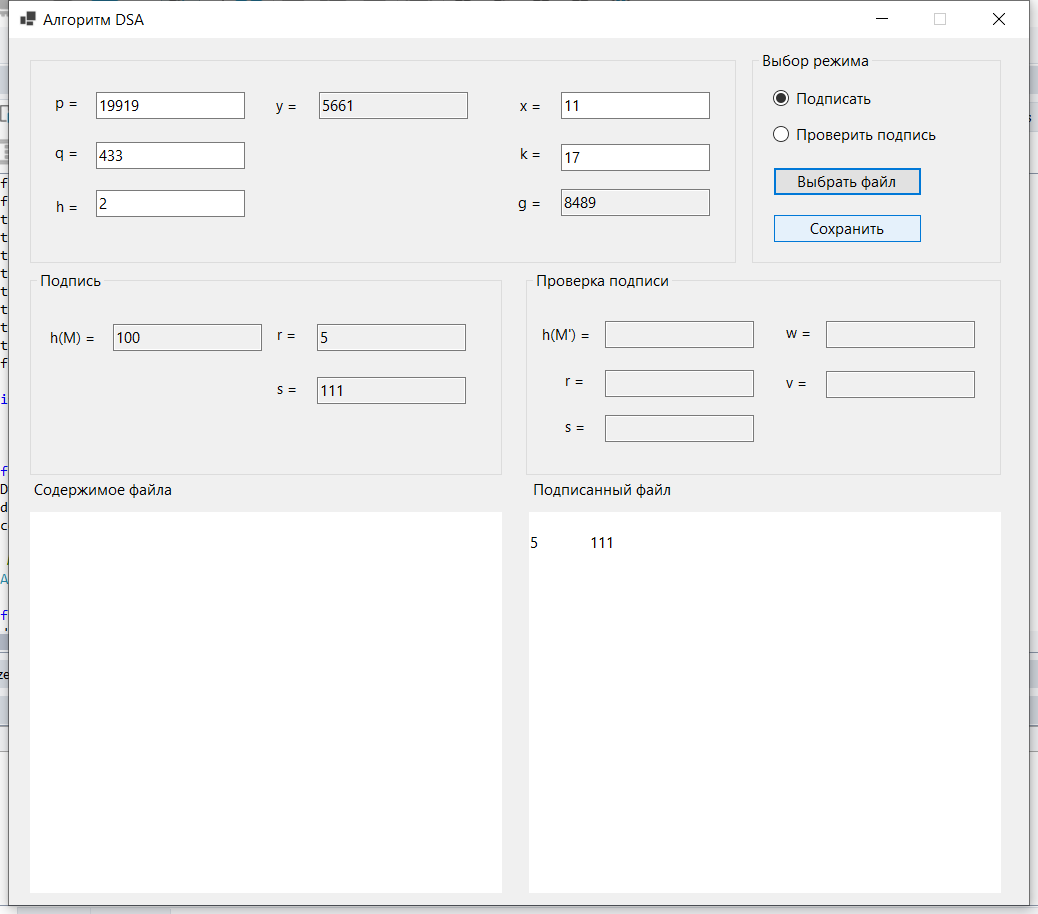 Алгоритм DSA
p = 19919
y = 5661
x = 11
q = 433
k = 17
h = 2
g = 8489
Выбор режима
Подписать
Проверить подпись
Выбрать файл
Сохранить
Подпись
h(M) = 100
r = 5
s = 111
Проверка подписи
h(M') =
w =
r =
v =
s =
Содержимое файла
Подписанный файл
5 111